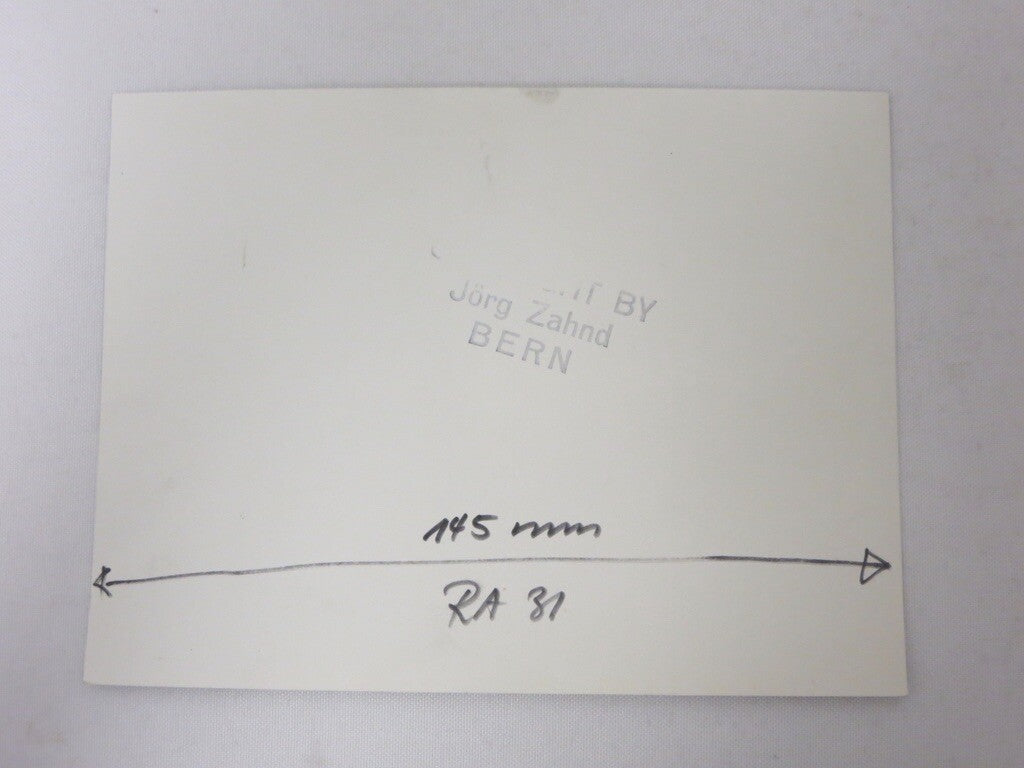 BY
Jörg Zahnd
BERN
145 mm
RA 31